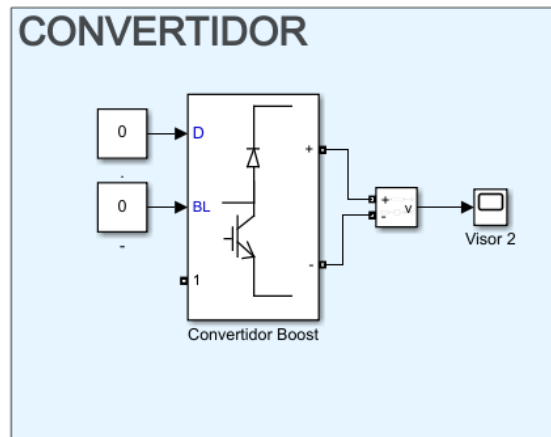 CONVERTIDOR
0
D
.
0
BL
-
1
+
-
+
-
v
Visor 2
Convertidor Boost